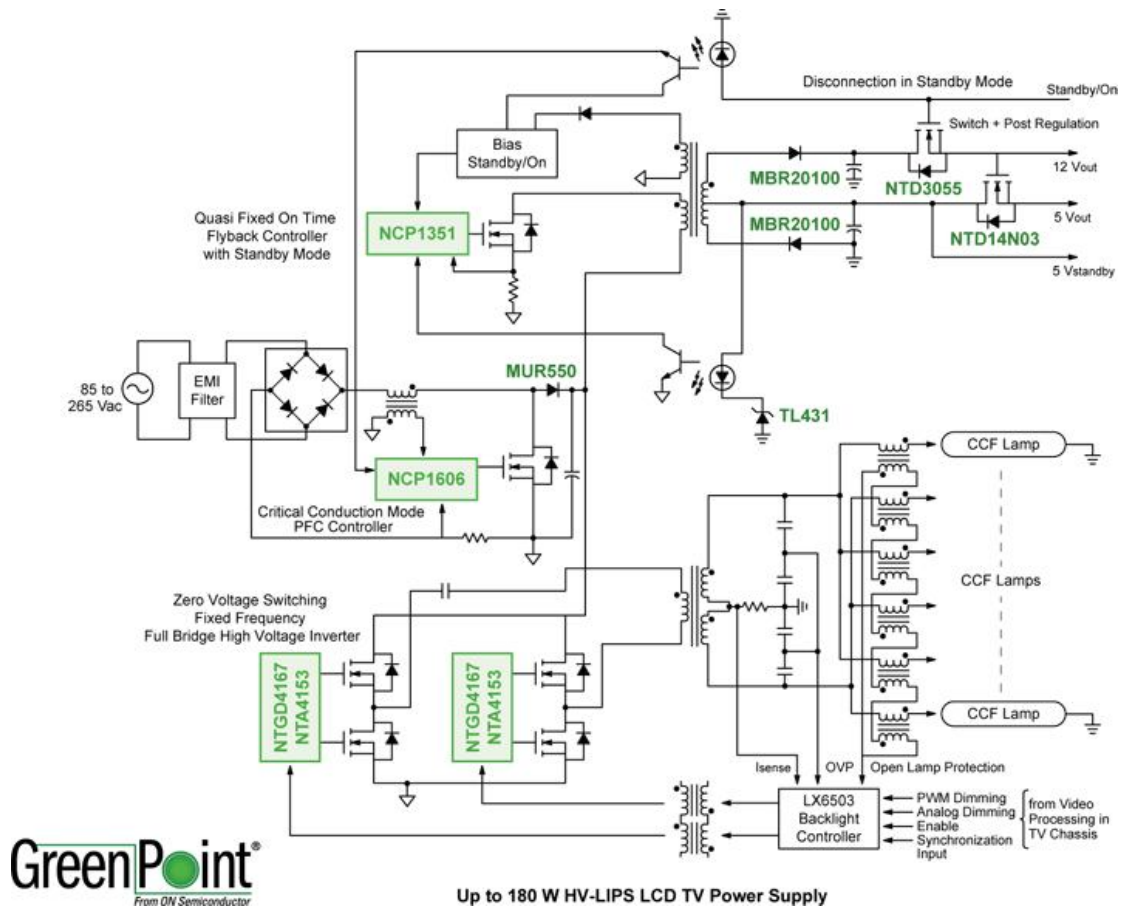 Disconnection in Standby Mode
Standby/On
Switch + Post Regulation
Bias
Standby/On
MBR20100
NTD3055
12 Vout
Quasi Fixed On Time
Flyback Controller
with Standby Mode
NCP1351
MBR20100
NTD14N03
5 Vout
5 Vstandby
85 to
265 Vac
EMI
Filter
MUR550
TL431
NCP1606
Critical Conduction Mode
PFC Controller
CCF Lamp
CCF Lamps
CCF Lamp
Zero Voltage Switching
Fixed Frequency
Full Bridge High Voltage Inverter
NTGD4167
NTA4153
NTGD4167
NTA4153
Isense
OVP
Open Lamp Protection
LX6503
Backlight
Controller
PWM Dimming
Analog Dimming
Enable
Synchronization
Input
from Video
Processing in
TV Chassis
GreenPoint®
From ON Semiconductor
Up to 180 W HV-LIPS LCD TV Power Supply